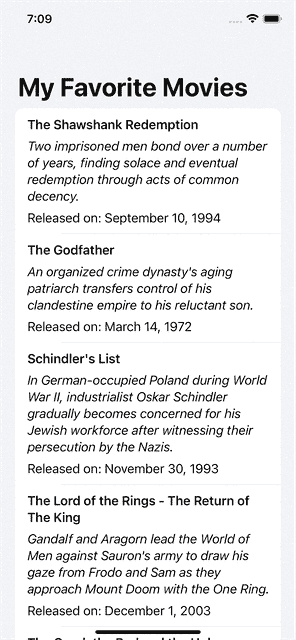 7:09
My Favorite Movies
The Shawshank Redemption
Two imprisoned men bond over a number
of years, finding solace and eventual
redemption through acts of common
decency.
Released on: September 10, 1994
The Godfather
An organized crime dynasty's aging
patriarch transfers control of his
clandestine empire to his reluctant son.
Released on: March 14, 1972
Schindler's List
In German-occupied Poland during World
War II, industrialist Oskar Schindler
gradually becomes concerned for his
Jewish workforce after witnessing their
persecution by the Nazis.
Released on: November 30, 1993
The Lord of the Rings - The Return of
The King
Gandalf and Aragorn lead the World of
Men against Sauron's army to draw his
gaze from Frodo and Sam as they
approach Mount Doom with the One Ring.
Released on: December 1, 2003